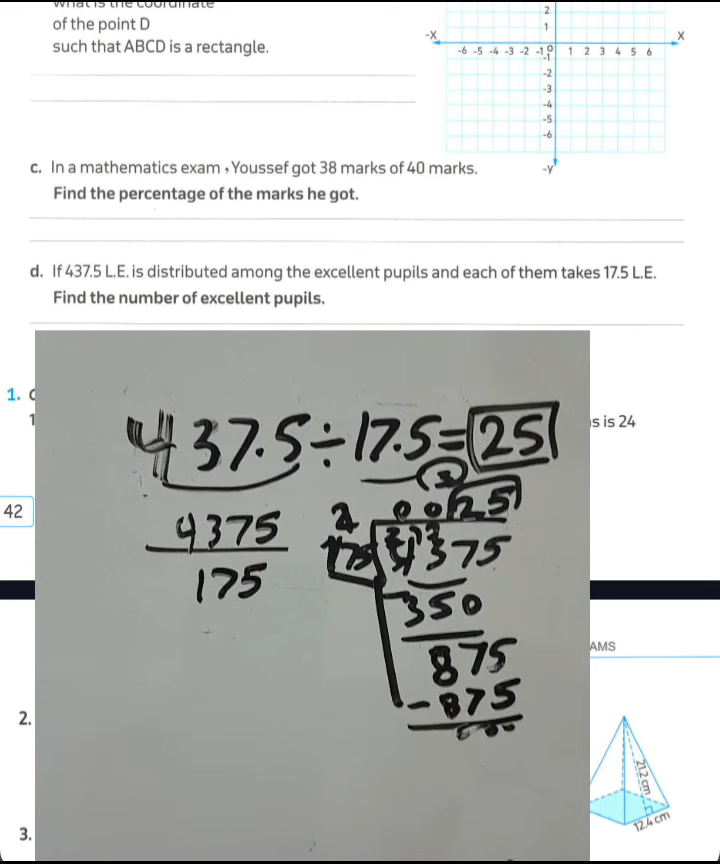 of the point D
such that ABCD is a rectangle.
2
1
-X
X
-6 -5 -4 -3 -2 -1 0 1 2 3 4 5 6
-1
-2
-3
-4
-5
-6
-y
c. In a mathematics exam , Youssef got 38 marks of 40 marks.
Find the percentage of the marks he got.
d. If 437.5 L.E. is distributed among the excellent pupils and each of them takes 17.5 L.E.
Find the number of excellent pupils.
1.
1
s is 24
437.5÷17.5=25
42
4375
175
0025
175 4375
350
875
-875
000
AMS
2.
21.2 cm
12.4 cm
3.